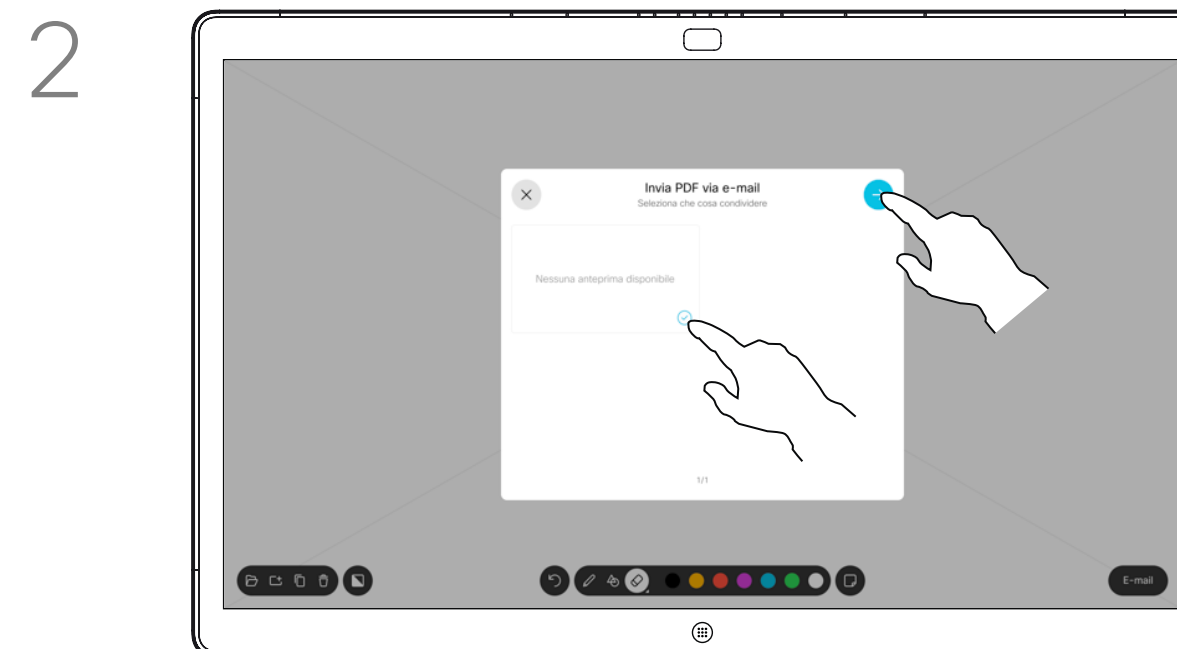 2
Invia PDF via e-mail
Seleziona che cosa condividere
Nessuna anteprima disponibile
1/1
E-mail